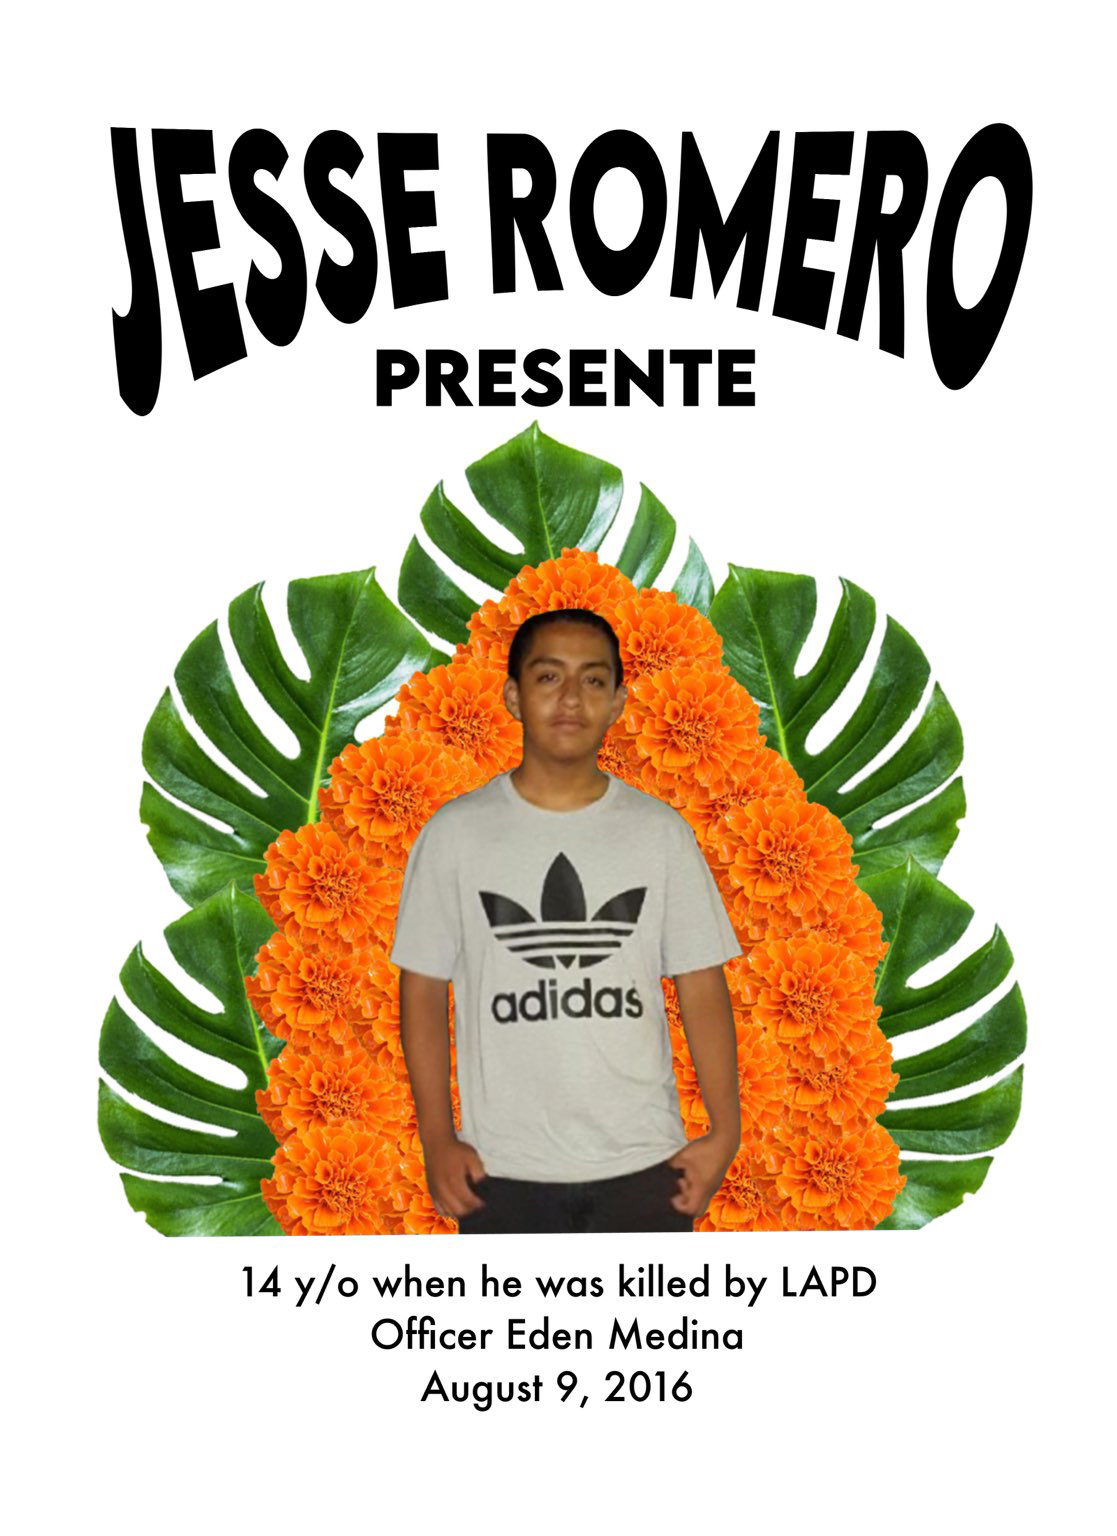 JESSE ROMERO
PRESENTE
adidas
14 y/o when he was killed by LAPD
Officer Eden Medina
August 9, 2016